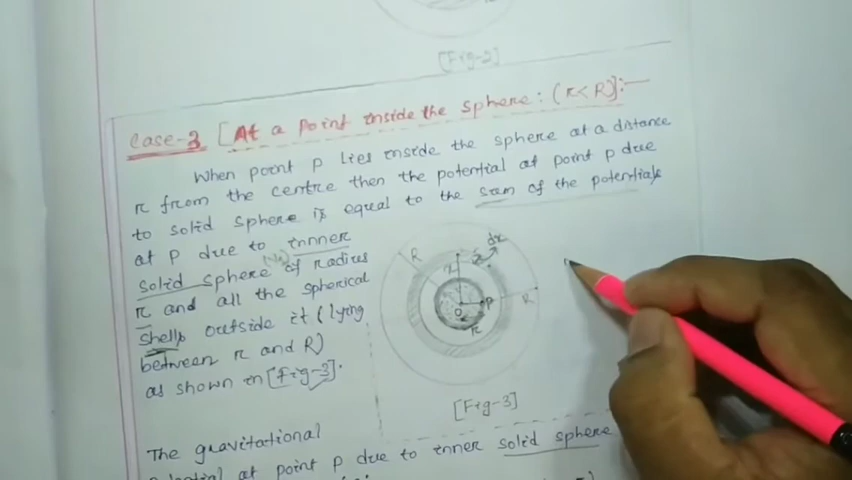 [Fig-2]
Case-3 [At a point inside the sphere: (r < R)]:-
When point P lies inside the sphere at a distance
r from the centre then the potential at point P due
to solid sphere is equal to the sum of the potentials
at P due to inner
solid sphere of radius
r and all the spherical
shells outside it (lying
between r and R)
as shown in [Fig-3].
R
x
dx
O
P
r
R
[Fig-3]
The gravitational
at point P due to inner solid sphere